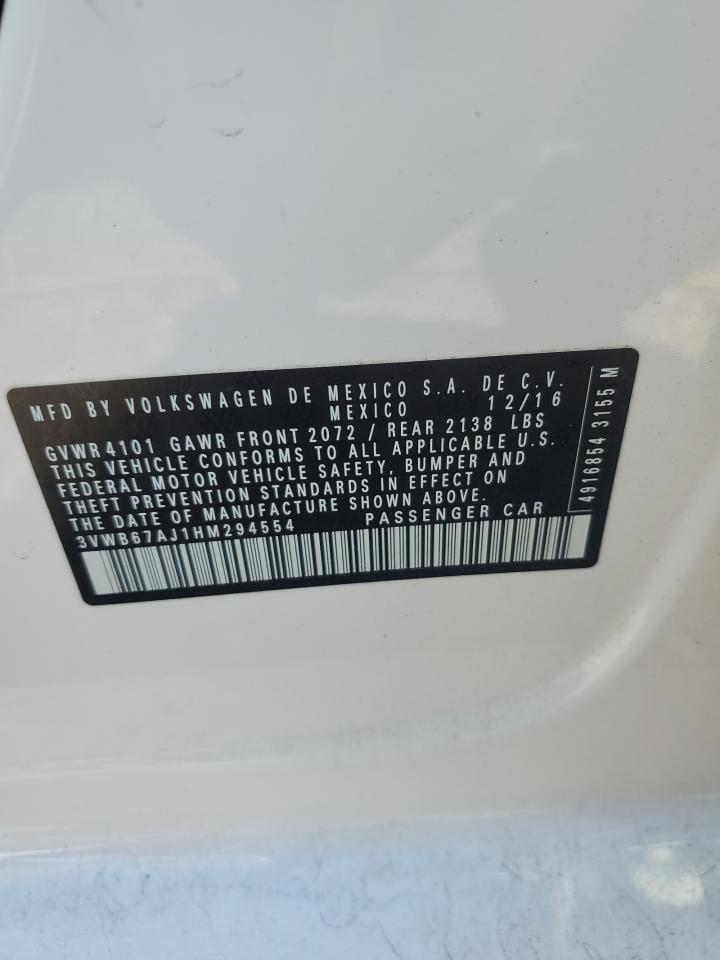 MFD BY VOLKSWAGEN DE MEXICO S.A. DE C.V.
MEXICO 12/16
GVWR4101 GAWR FRONT 2072 / REAR 2138 LBS
THIS VEHICLE CONFORMS TO ALL APPLICABLE U.S.
FEDERAL MOTOR VEHICLE SAFETY, BUMPER AND
THEFT PREVENTION STANDARDS IN EFFECT ON
THE DATE OF MANUFACTURE SHOWN ABOVE.
3VWB67AJ1HM294554 PASSENGER CAR
4916854 3155 M